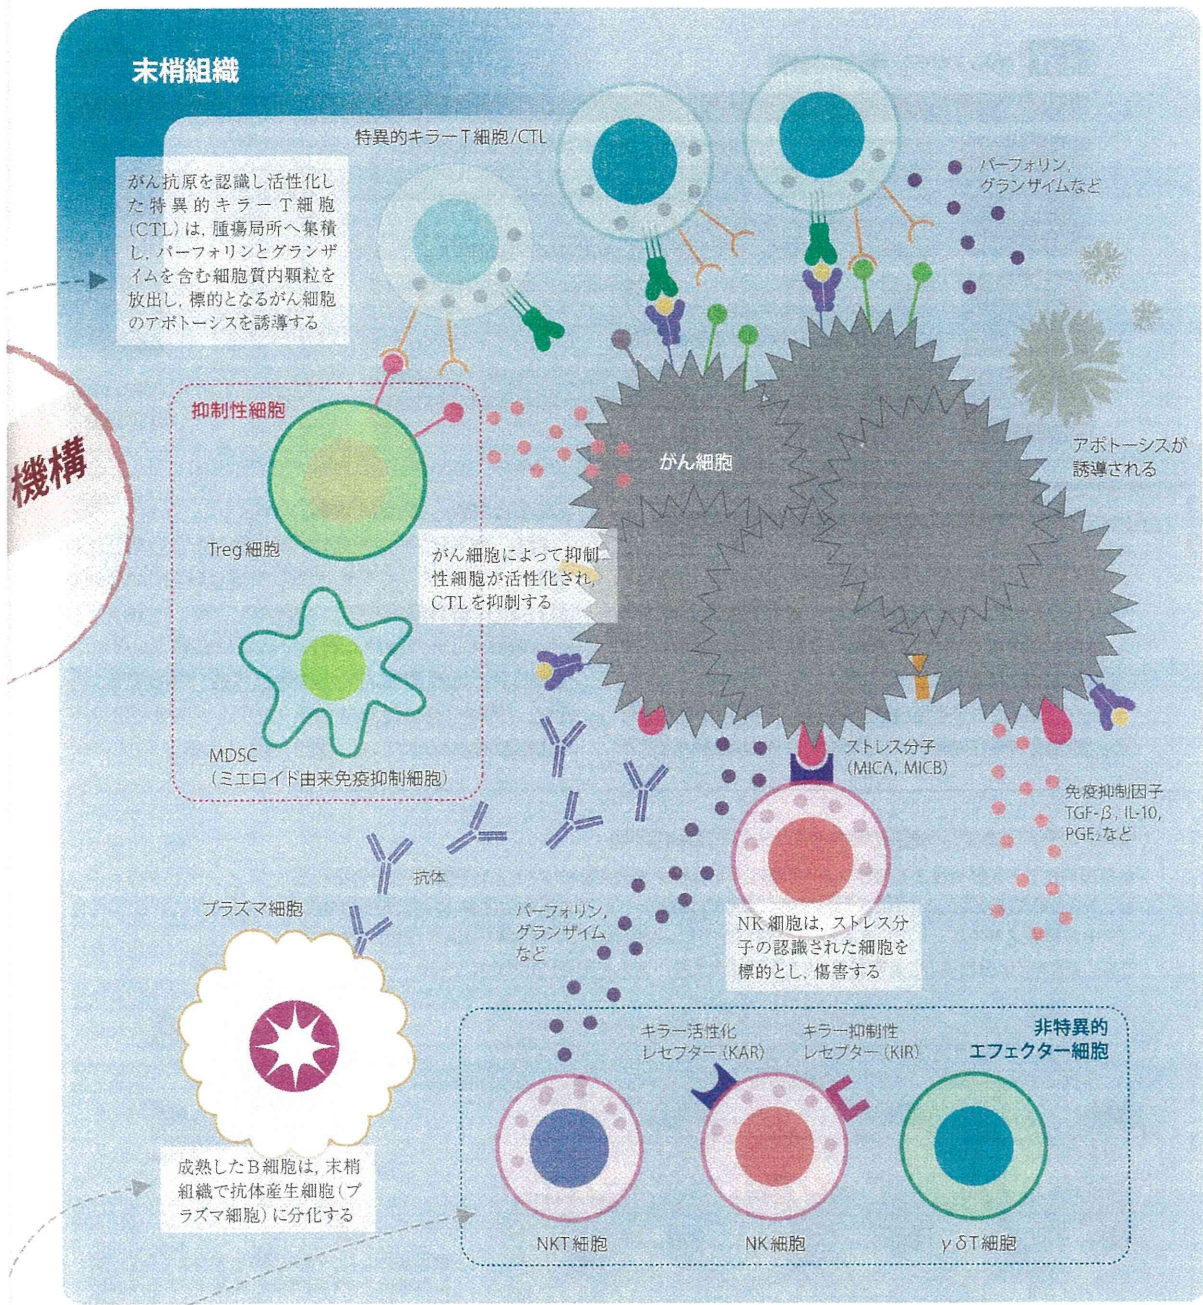 末梢組織
特異的キラーT細胞/CTL
がん抗原を認識し活性化し
た特異的キラーT細胞
(CTL)は，腫瘍局所へ集積
し，パーフォリンとグランザ
イムを含む細胞質内顆粒を
放出し，標的となるがん細胞
のアポトーシスを誘導する
パーフォリン，
グランザイムなど
アポトーシスが
誘導される
機構
抑制性細胞
がん細胞
Treg細胞
がん細胞によって抑制
性細胞が活性化され，
CTLを抑制する
MDSC
（ミエロイド由来免疫抑制細胞）
ストレス分子
(MICA, MICB)
免疫抑制因子
TGF-β, IL-10,
PGE₂など
抗体
プラズマ細胞
パーフォリン，
グランザイム
など
NK細胞は，ストレス分
子の認識された細胞を
標的とし，傷害する
キラー活性化
レセプター(KAR)
キラー抑制性
レセプター(KIR)
非特異的
エフェクター細胞
成熟したB細胞は，末梢
組織で抗体産生細胞（プ
ラズマ細胞）に分化する
NKT細胞
NK細胞
γδT細胞